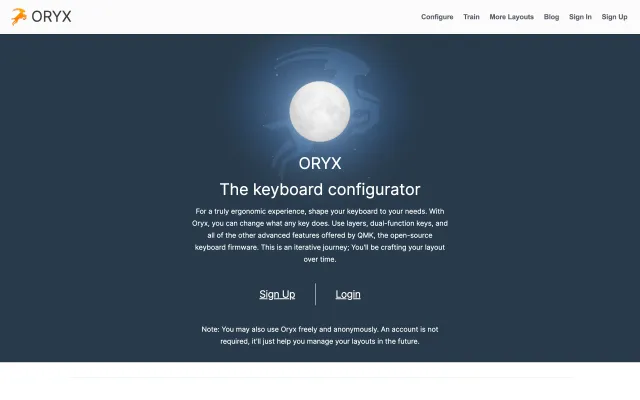 ORYX
Configure
Train
More Layouts
Blog
Sign In
Sign Up
ORYX
The keyboard configurator
For a truly ergonomic experience, shape your keyboard to your needs. With
Oryx, you can change what any key does. Use layers, dual-function keys, and
all of the other advanced features offered by QMK, the open-source
keyboard firmware. This is an iterative journey; You'll be crafting your layout
over time.
Sign Up
Login
Note: You may also use Oryx freely and anonymously. An account is not
required, it'll just help you manage your layouts in the future.